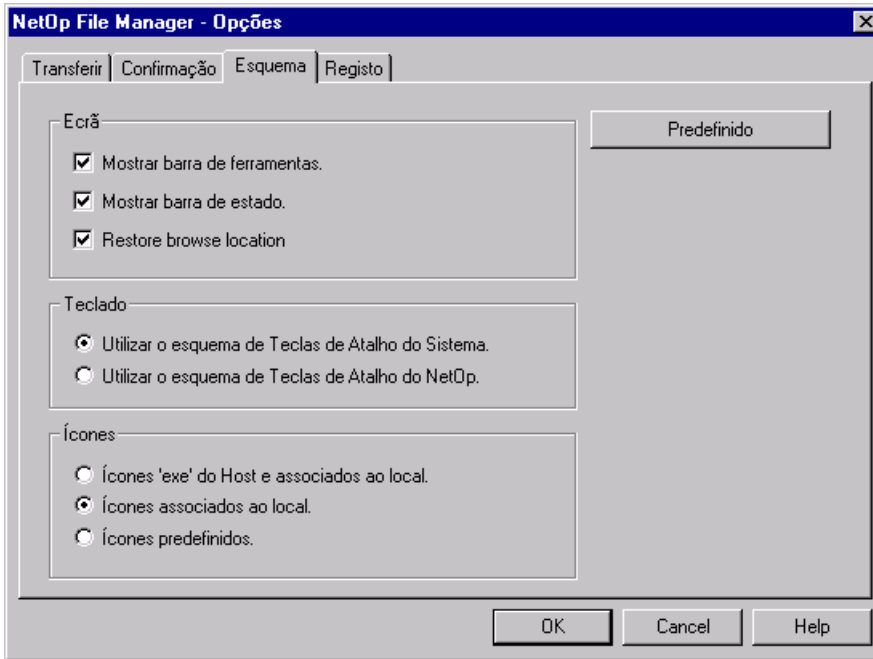 NetOp File Manager - Opções
Transferir Confirmação Esquema Registo
Ecrã
Mostrar barra de ferramentas.
Mostrar barra de estado.
Restore browse location
Predefinido
Teclado
Utilizar o esquema de Teclas de Atalho do Sistema.
Utilizar o esquema de Teclas de Atalho do NetOp.
Ícones
Ícones 'exe' do Host e associados ao local.
Ícones associados ao local.
Ícones predefinidos.
OK Cancel Help